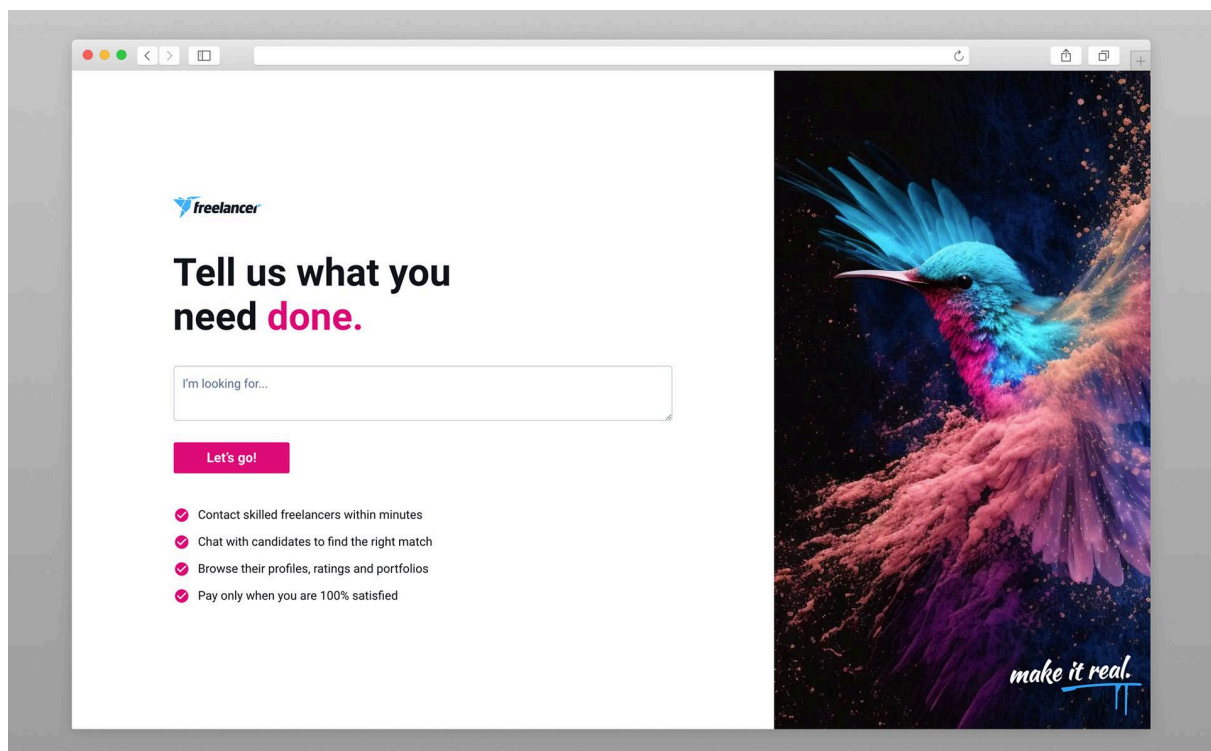 freelancer
Tell us what you
need done.
I'm looking for...
Let's go!
Contact skilled freelancers within minutes
Chat with candidates to find the right match
Browse their profiles, ratings and portfolios
Pay only when you are 100% satisfied
make it real.